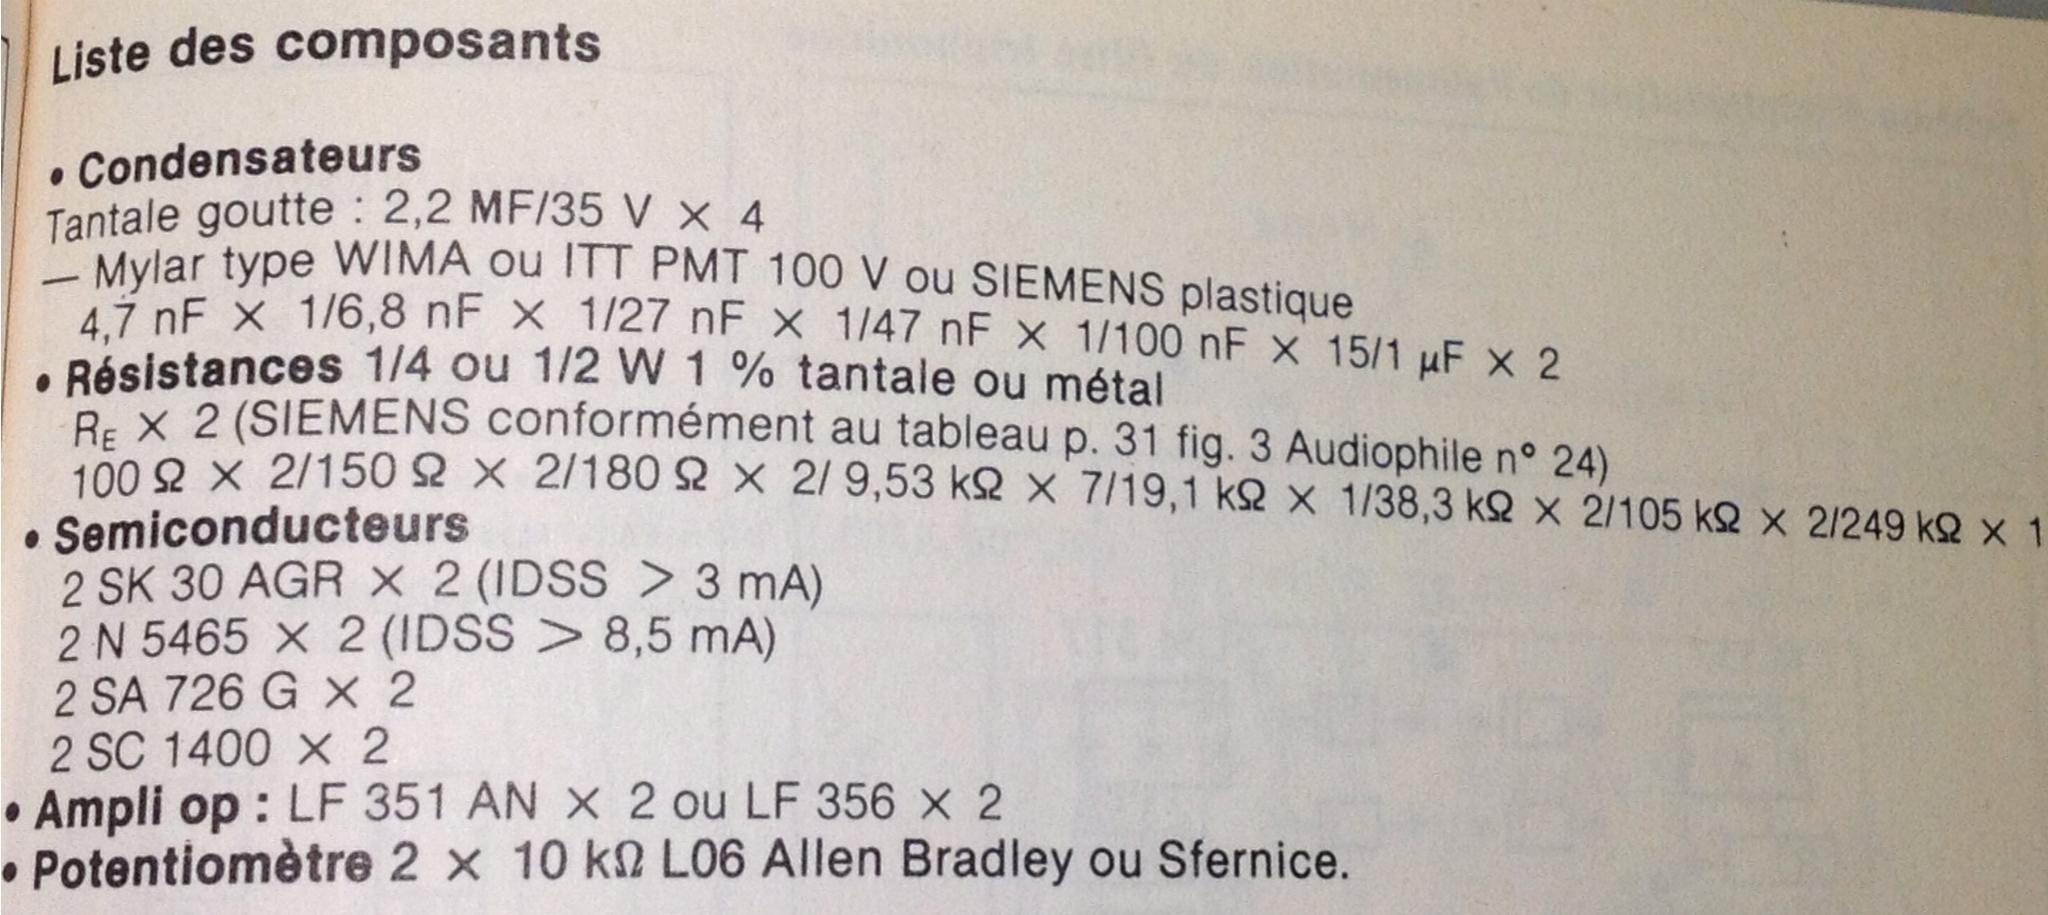 Liste des composants
• Condensateurs
Tantale goutte : 2,2 MF/35 V × 4
— Mylar type WIMA ou ITT PMT 100 V ou SIEMENS plastique
4,7 nF × 1/6,8 nF × 1/27 nF × 1/47 nF × 1/100 nF × 15/1 µF × 2
• Résistances 1/4 ou 1/2 W 1 % tantale ou métal
RE × 2 (SIEMENS conformément au tableau p. 31 fig. 3 Audiophile n° 24)
100 Ω × 2/150 Ω × 2/180 Ω × 2/ 9,53 kΩ × 7/19,1 kΩ × 1/38,3 kΩ × 2/105 kΩ × 2/249 kΩ × 1
• Semiconducteurs
2 SK 30 AGR × 2 (IDSS > 3 mA)
2 N 5465 × 2 (IDSS > 8,5 mA)
2 SA 726 G × 2
2 SC 1400 × 2
• Ampli op : LF 351 AN × 2 ou LF 356 × 2
• Potentiomètre 2 × 10 kΩ L06 Allen Bradley ou Sfernice.